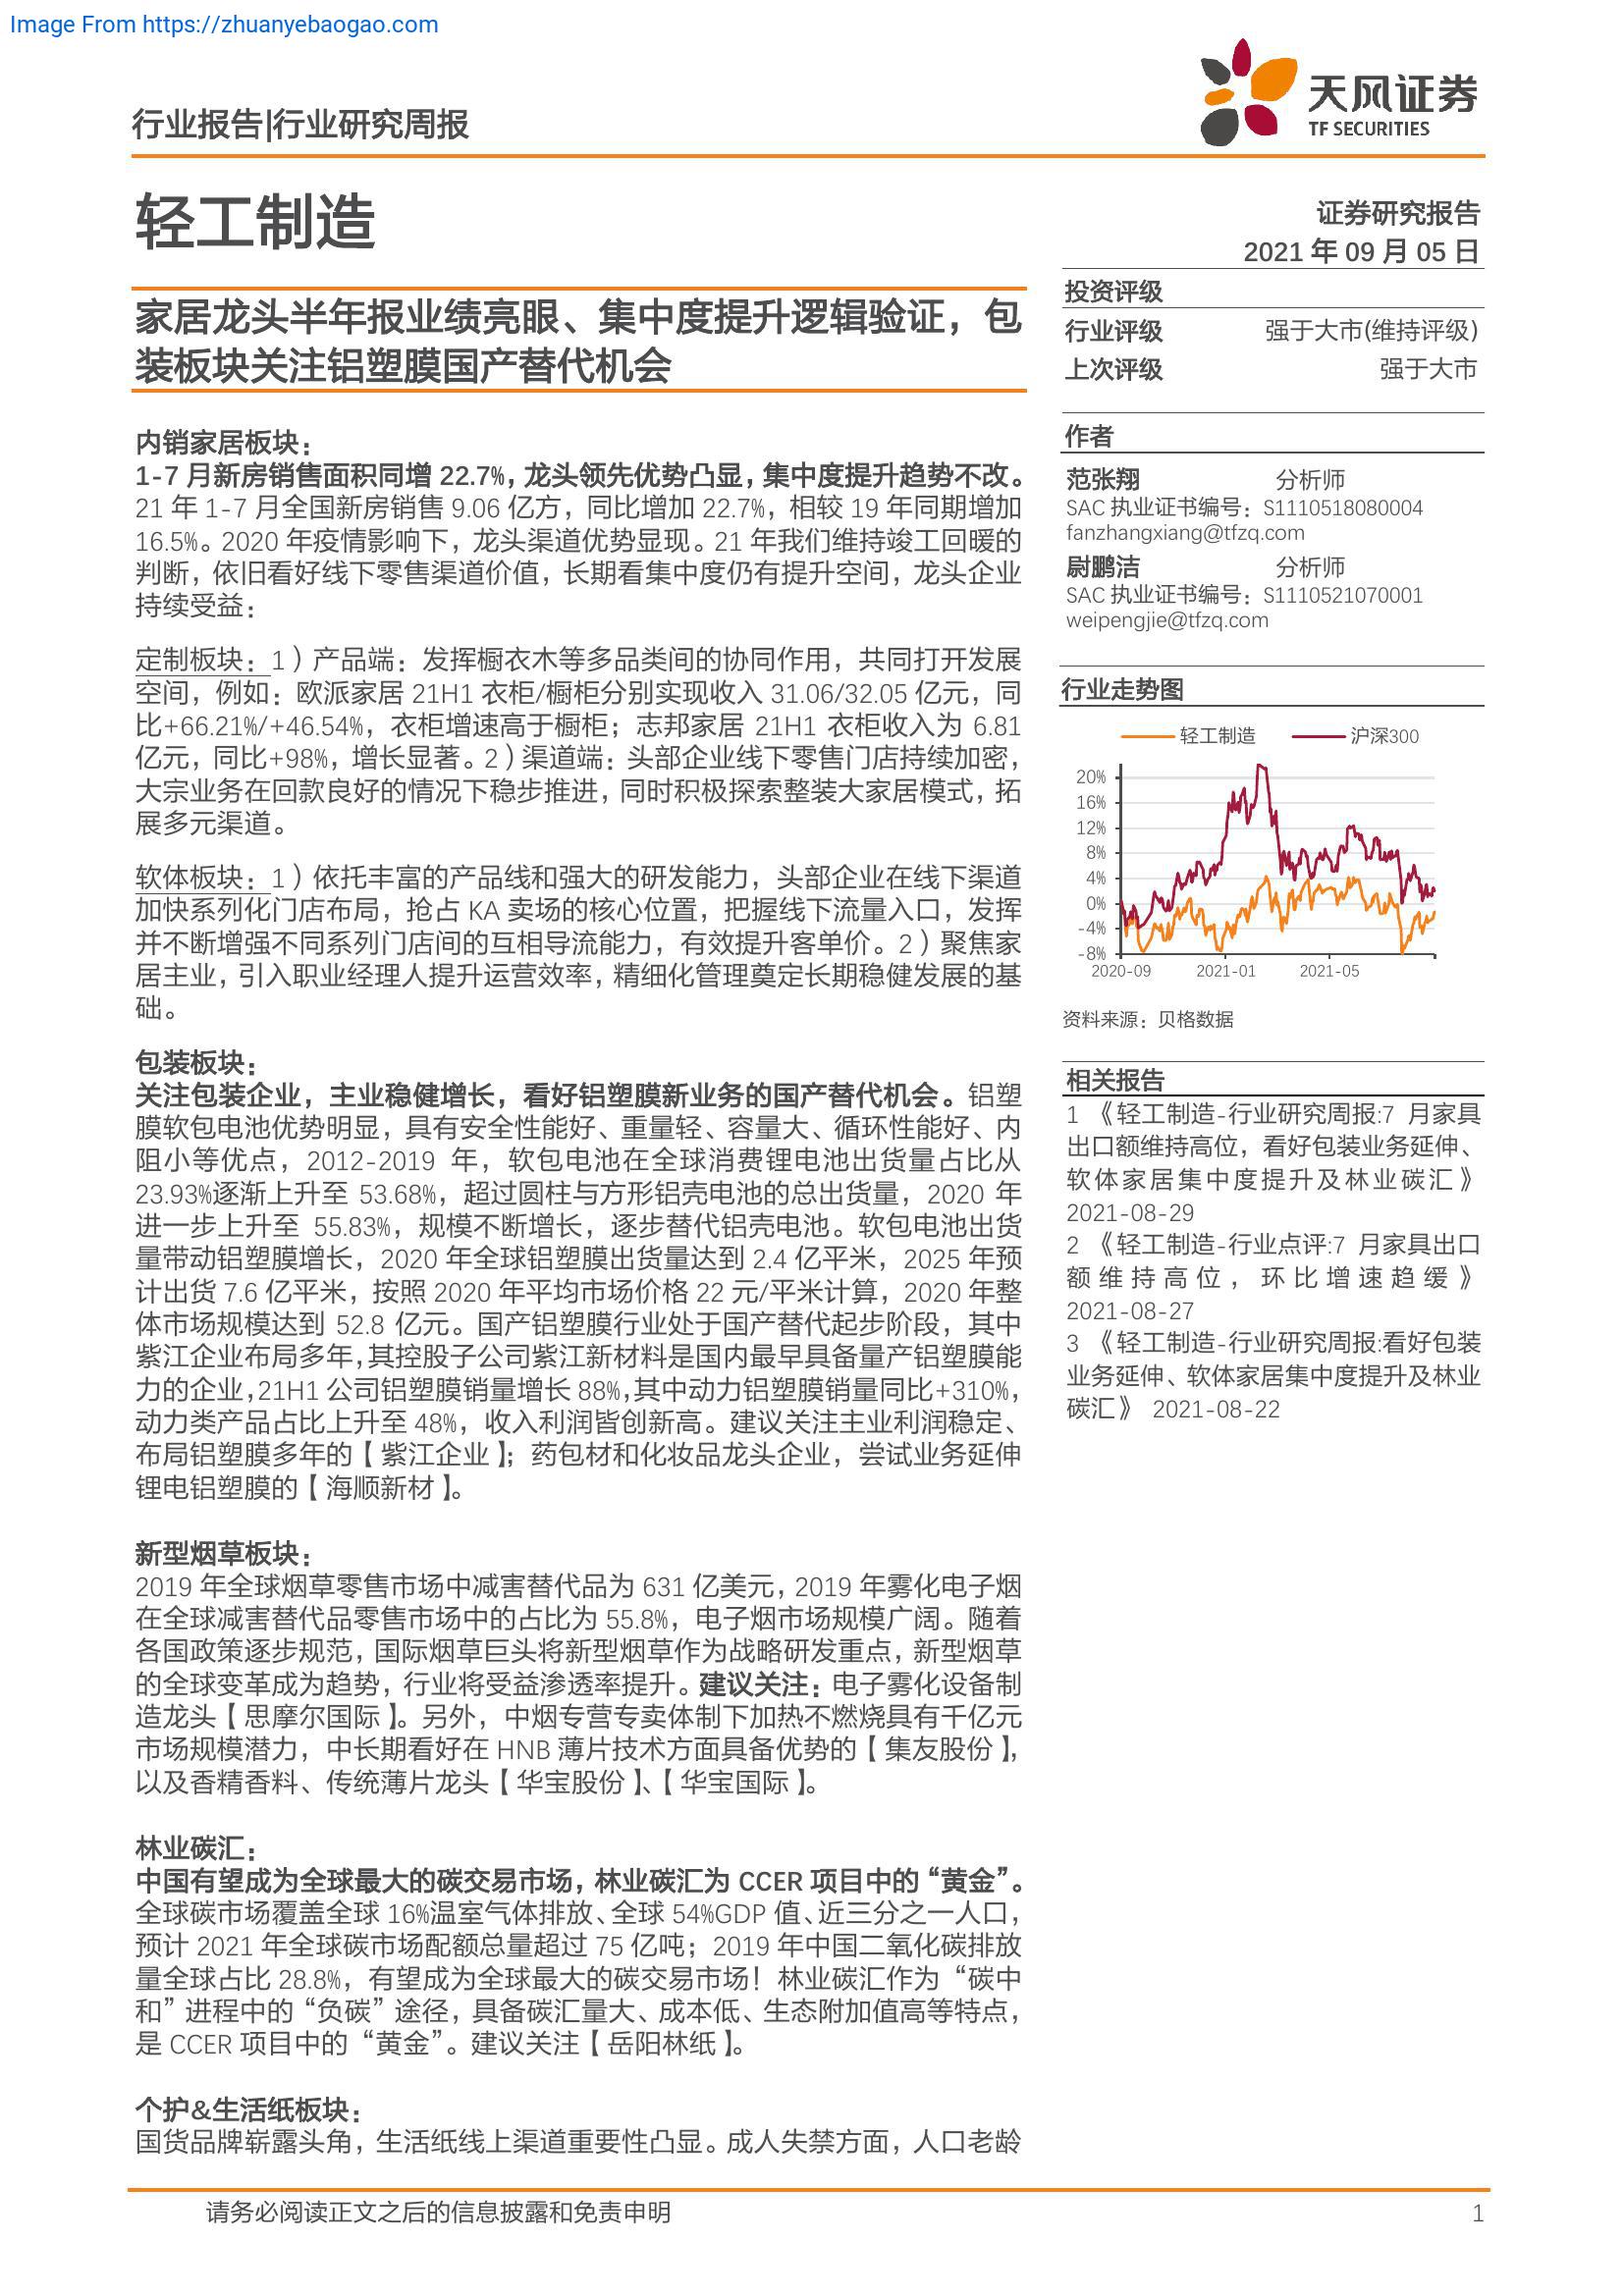 Image From https://zhuanyebaogao.com
行业报告|行业研究周报
天风证券
TF SECURITIES
轻工制造
证券研究报告
2021 年 09 月 05 日
家居龙头半年报业绩亮眼、集中度提升逻辑验证，包
装板块关注铝塑膜国产替代机会
内销家居板块：
1-7 月新房销售面积同增 22.7%，龙头领先优势凸显，集中度提升趋势不改。
21 年 1-7 月全国新房销售 9.06 亿方，同比增加 22.7%，相较 19 年同期增加
16.5%。2020 年疫情影响下，龙头渠道优势显现。21 年我们维持竣工回暖的
判断，依旧看好线下零售渠道价值，长期看集中度仍有提升空间，龙头企业
持续受益：
定制板块：1）产品端：发挥橱衣木等多品类间的协同作用，共同打开发展
空间，例如：欧派家居 21H1 衣柜/橱柜分别实现收入 31.06/32.05 亿元，同
比+66.21%/+46.54%，衣柜增速高于橱柜；志邦家居 21H1 衣柜收入为 6.81
亿元，同比+98%，增长显著。2）渠道端：头部企业线下零售门店持续加密，
大宗业务在回款良好的情况下稳步推进，同时积极探索整装大家居模式，拓
展多元渠道。
软体板块：1）依托丰富的产品线和强大的研发能力，头部企业在线下渠道
加快系列化门店布局，抢占 KA 卖场的核心位置，把握线下流量入口，发挥
并不断增强不同系列门店间的互相导流能力，有效提升客单价。2）聚焦家
居主业，引入职业经理人提升运营效率，精细化管理奠定长期稳健发展的基
础。
包装板块：
关注包装企业，主业稳健增长，看好铝塑膜新业务的国产替代机会。铝塑
膜软包电池优势明显，具有安全性能好、重量轻、容量大、循环性能好、内
阻小等优点，2012-2019 年，软包电池在全球消费锂电池出货量占比从
23.93%逐渐上升至 53.68%，超过圆柱与方形铝壳电池的总出货量，2020 年
进一步上升至 55.83%，规模不断增长，逐步替代铝壳电池。软包电池出货
量带动铝塑膜增长，2020 年全球铝塑膜出货量达到 2.4 亿平米，2025 年预
计出货 7.6 亿平米，按照 2020 年平均市场价格 22 元/平米计算，2020 年整
体市场规模达到 52.8 亿元。国产铝塑膜行业处于国产替代起步阶段，其中
紫江企业布局多年，其控股子公司紫江新材料是国内最早具备量产铝塑膜能
力的企业，21H1 公司铝塑膜销量增长 88%，其中动力铝塑膜销量同比+310%，
动力类产品占比上升至 48%，收入利润皆创新高。建议关注主业利润稳定、
布局铝塑膜多年的【紫江企业】；药包材和化妆品龙头企业，尝试业务延伸
锂电铝塑膜的【海顺新材】。
新型烟草板块：
2019 年全球烟草零售市场中减害替代品为 631 亿美元，2019 年雾化电子烟
在全球减害替代品零售市场中的占比为 55.8%，电子烟市场规模广阔。随着
各国政策逐步规范，国际烟草巨头将新型烟草作为战略研发重点，新型烟草
的全球变革成为趋势，行业将受益渗透率提升。建议关注：电子雾化设备制
造龙头【思摩尔国际】。另外，中烟专营专卖体制下加热不燃烧具有千亿元
市场规模潜力，中长期看好在 HNB 薄片技术方面具备优势的【集友股份】，
以及香精香料、传统薄片龙头【华宝股份】、【华宝国际】。
林业碳汇：
中国有望成为全球最大的碳交易市场，林业碳汇为 CCER 项目中的“黄金”。
全球碳市场覆盖全球 16%温室气体排放、全球 54%GDP 值、近三分之一人口，
预计 2021 年全球碳市场配额总量超过 75 亿吨；2019 年中国二氧化碳排放
量全球占比 28.8%，有望成为全球最大的碳交易市场！林业碳汇作为“碳中
和”进程中的“负碳”途径，具备碳汇量大、成本低、生态附加值高等特点，
是 CCER 项目中的“黄金”。建议关注【岳阳林纸】。
个护&生活纸板块：
国货品牌崭露头角，生活纸线上渠道重要性凸显。成人失禁方面，人口老龄
投资评级
行业评级 强于大市(维持评级)
上次评级 强于大市
作者
范张翔 分析师
SAC 执业证书编号：S1110518080004
fanzhangxiang@tfzq.com
尉鹏洁 分析师
SAC 执业证书编号：S1110521070001
weipengjie@tfzq.com
行业走势图
轻工制造 沪深300
20%
16%
12%
8%
4%
0%
-4%
-8%
2020-09 2021-01 2021-05
资料来源：贝格数据
相关报告
1 《轻工制造-行业研究周报:7 月家具
出口额维持高位，看好包装业务延伸、
软体家居集中度提升及林业碳汇》
2021-08-29
2 《轻工制造-行业点评:7 月家具出口
额维持高位，环比增速趋缓》
2021-08-27
3 《轻工制造-行业研究周报:看好包装
业务延伸、软体家居集中度提升及林业
碳汇》 2021-08-22
请务必阅读正文之后的信息披露和免责申明 1